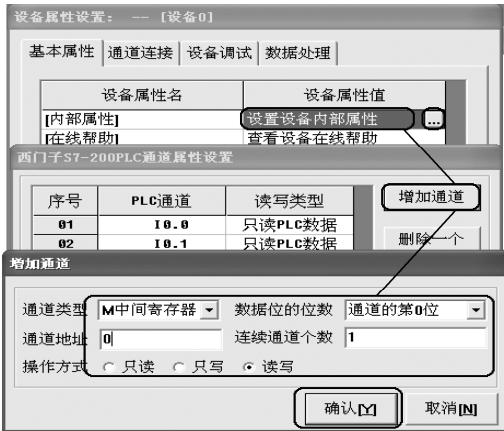 设备属性设置: -- [设备0]
基本属性 通道连接 设备调试 数据处理
设备属性名 设备属性值
[内部属性] 设置设备内部属性 ...
[在线帮助] 查看设备在线帮助
西门子S7-200PLC通道属性设置
序号 PLC通道 读写类型 增加通道
01 I0.0 只读PLC数据
02 I0.1 只读PLC数据 删除一个
增加通道
通道类型 M中间寄存器 数据位的位数 通道的第0位
通道地址 0 连续通道个数 1
操作方式 只读 只写 读写
确认[Y] 取消[N]